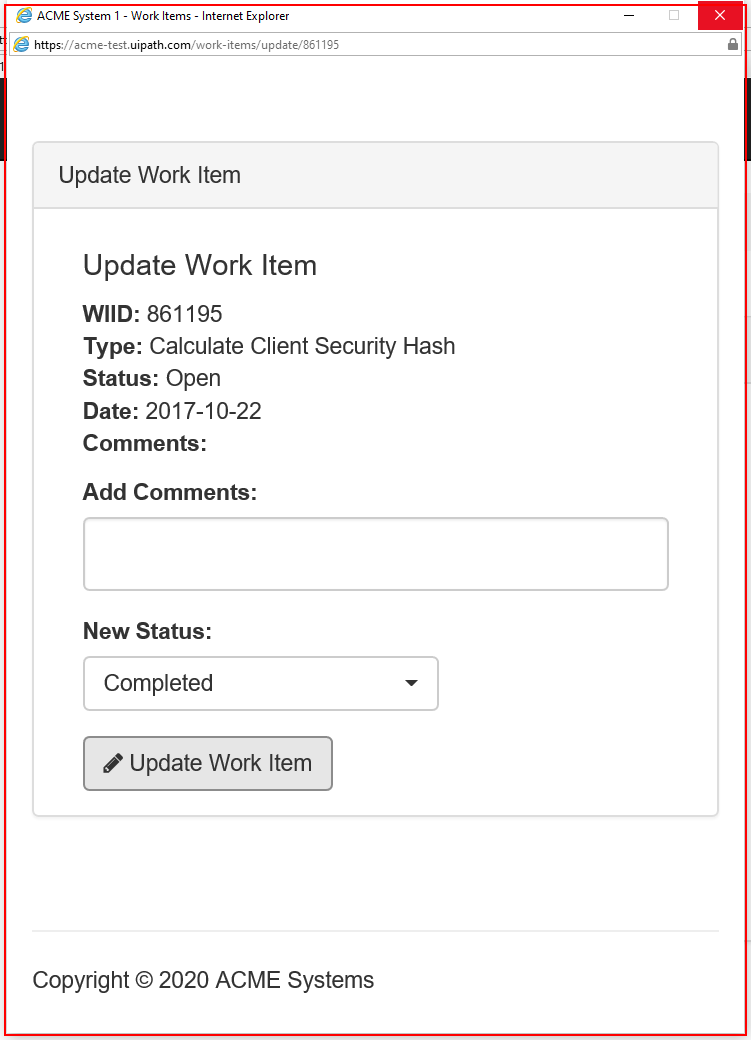 ACME System 1 - Work Items - Internet Explorer
https://acme-test.uipath.com/work-items/update/861195
Update Work Item
Update Work Item
WIID: 861195
Type: Calculate Client Security Hash
Status: Open
Date: 2017-10-22
Comments:
Add Comments:
New Status:
Completed
Update Work Item
Copyright © 2020 ACME Systems